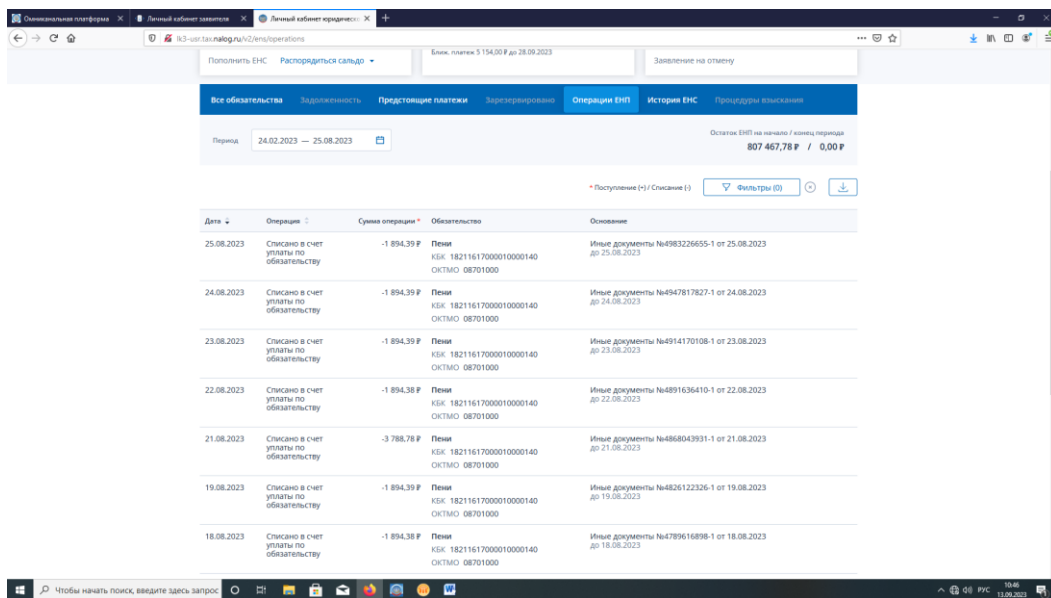 Омниканальная платформа
Личный кабинет заявителя
Личный кабинет юридическо
lk3-usr.tax.nalog.ru/v2/ens/operations
Пополнить ЕНС Распорядиться сальдо
Ближ. платеж 5 154,00 ₽ до 28.09.2023
Заявление на отмену
Все обязательства Задолженность Предстоящие платежи Зарезервировано Операции ЕНП История ЕНС Процедуры взыскания
Период 24.02.2023 — 25.08.2023
Остаток ЕНП на начало / конец периода
807 467,78 ₽ / 0,00 ₽
* Поступление (+) / Списание (-) Фильтры (0)
Дата Операция Сумма операции * Обязательство Основание
25.08.2023 Списано в счет -1 894,39 ₽ Пени Иные документы №4983226655-1 от 25.08.2023
уплаты по КБК 18211617000010000140 до 25.08.2023
обязательству ОКТМО 08701000
24.08.2023 Списано в счет -1 894,39 ₽ Пени Иные документы №4947817827-1 от 24.08.2023
уплаты по КБК 18211617000010000140 до 24.08.2023
обязательству ОКТМО 08701000
23.08.2023 Списано в счет -1 894,39 ₽ Пени Иные документы №4914170108-1 от 23.08.2023
уплаты по КБК 18211617000010000140 до 23.08.2023
обязательству ОКТМО 08701000
22.08.2023 Списано в счет -1 894,38 ₽ Пени Иные документы №4891636410-1 от 22.08.2023
уплаты по КБК 18211617000010000140 до 22.08.2023
обязательству ОКТМО 08701000
21.08.2023 Списано в счет -3 788,78 ₽ Пени Иные документы №4868043931-1 от 21.08.2023
уплаты по КБК 18211617000010000140 до 21.08.2023
обязательству ОКТМО 08701000
19.08.2023 Списано в счет -1 894,39 ₽ Пени Иные документы №4826122326-1 от 19.08.2023
уплаты по КБК 18211617000010000140 до 19.08.2023
обязательству ОКТМО 08701000
18.08.2023 Списано в счет -1 894,38 ₽ Пени Иные документы №4789616898-1 от 18.08.2023
уплаты по КБК 18211617000010000140 до 18.08.2023
обязательству ОКТМО 08701000
Чтобы начать поиск, введите здесь запрос
РУС
10:46
13.09.2023